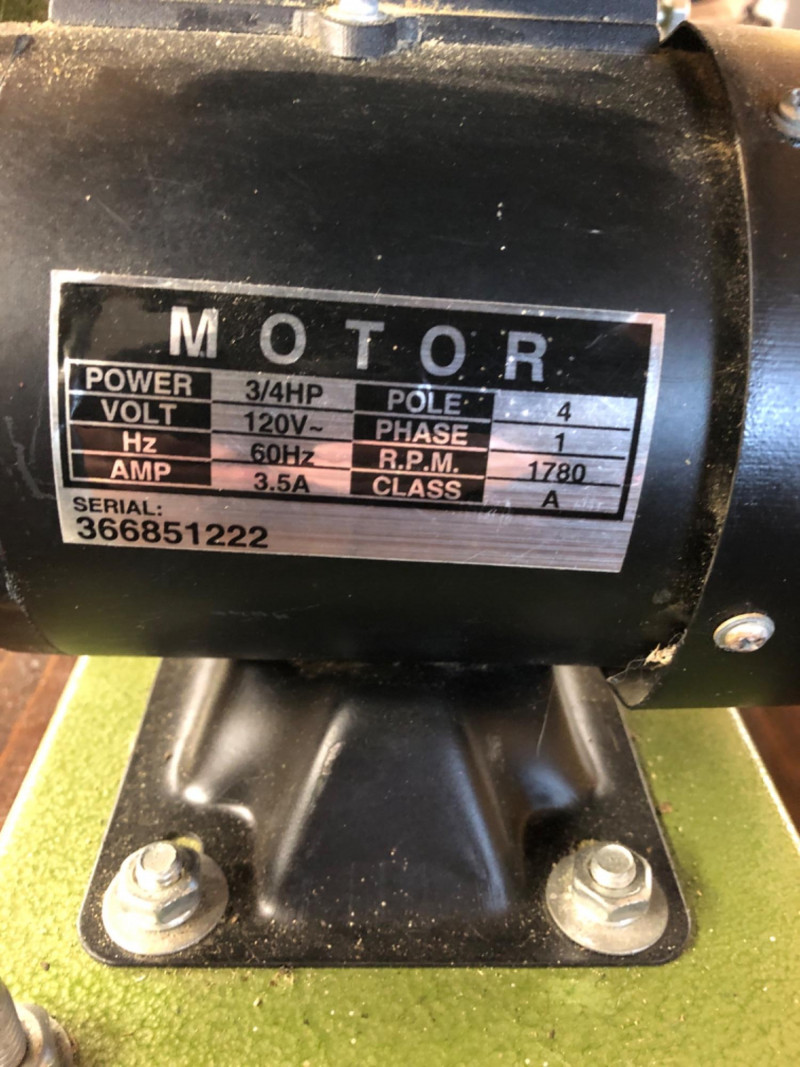 MOTOR
POWER 3/4HP POLE 4
VOLT 120V~ PHASE 1
Hz 60Hz R.P.M. 1780
AMP 3.5A CLASS A
SERIAL:
366851222